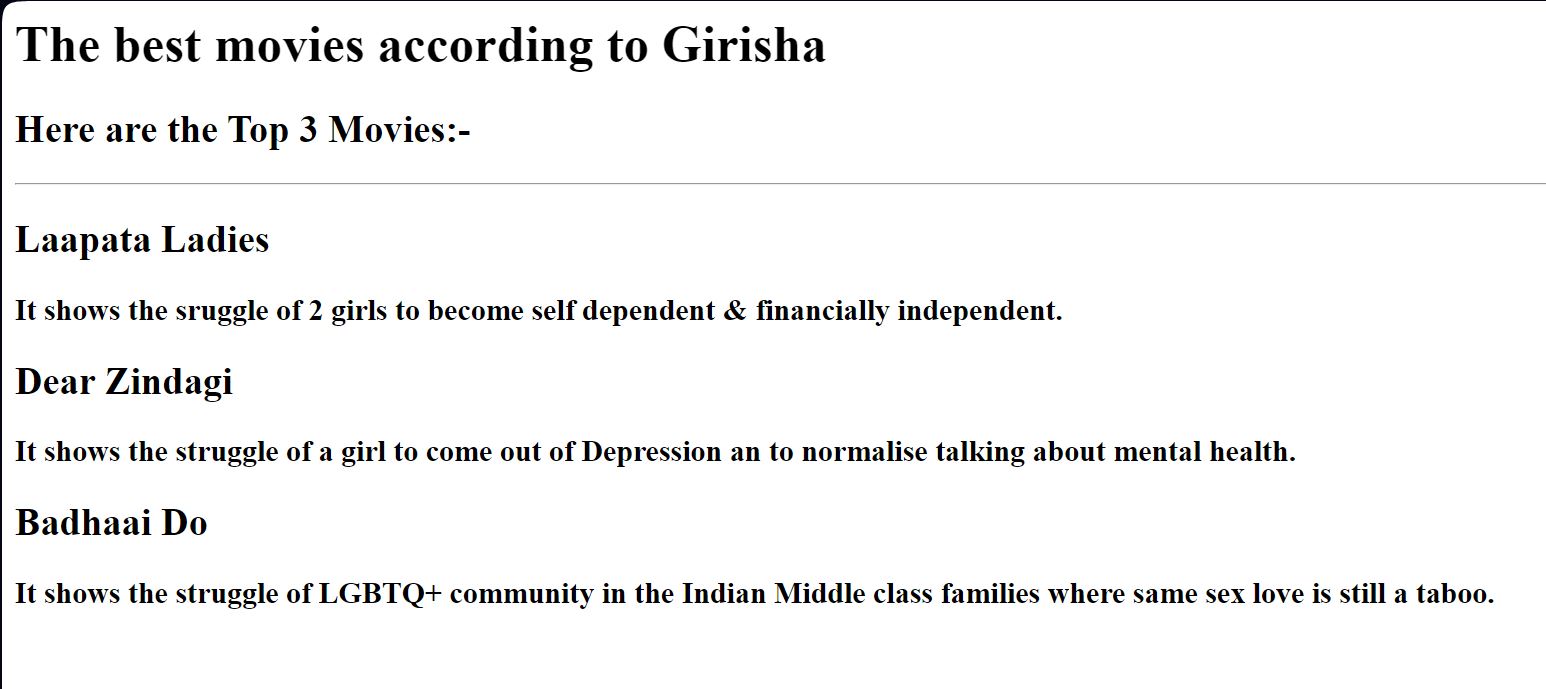 The best movies according to Girisha
Here are the Top 3 Movies:-
Laapata Ladies
It shows the sruggle of 2 girls to become self dependent & financially independent.
Dear Zindagi
It shows the struggle of a girl to come out of Depression an to normalise talking about mental health.
Badhaai Do
It shows the struggle of LGBTQ+ community in the Indian Middle class families where same sex love is still a taboo.